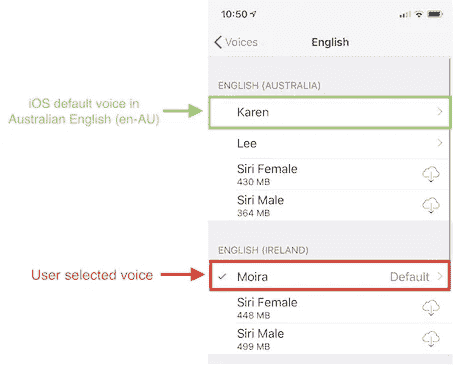 10:50
Voices
English
ENGLISH (AUSTRALIA)
iOS default voice in
Australian English (en-AU)
Karen
Lee
Siri Female
430 MB
Siri Male
364 MB
ENGLISH (IRELAND)
User selected voice
Moira Default
Siri Female
448 MB
Siri Male
499 MB